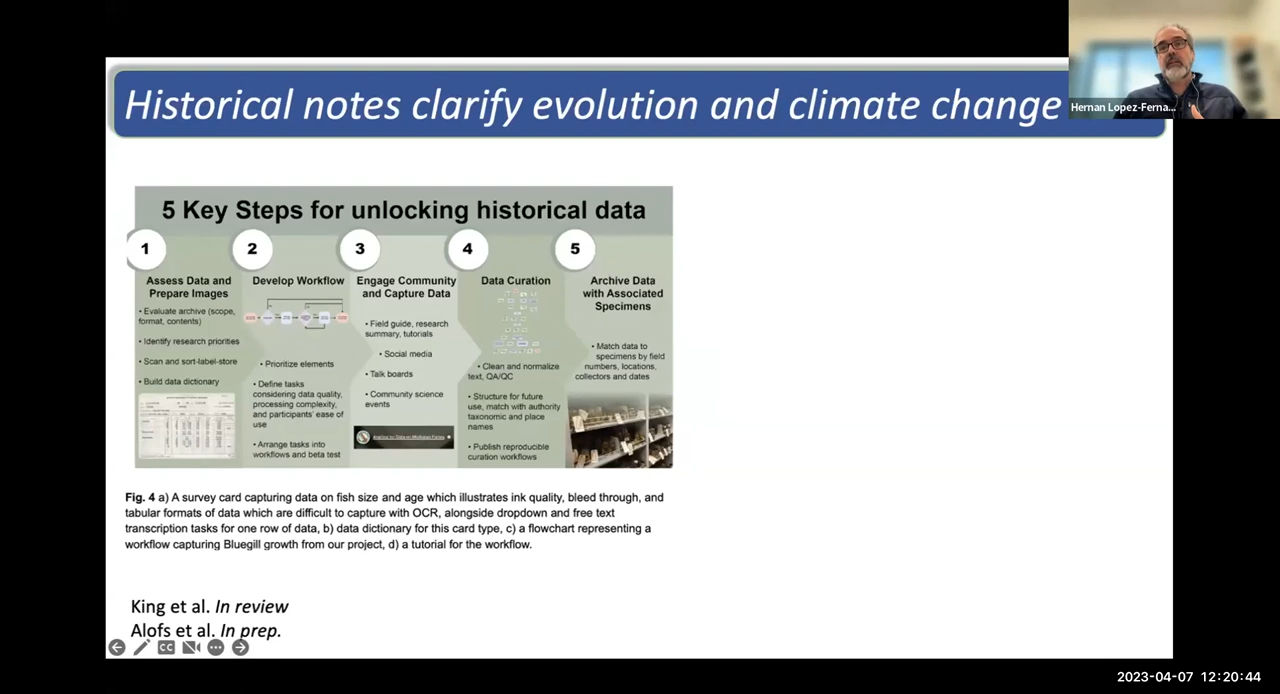 Historical notes clarify evolution and climate change
Hernan Lopez-Ferna...
5 Key Steps for unlocking historical data
1
2
3
4
5
Assess Data and
Prepare Images
• Evaluate archive (scope,
format, contents)
• Identify research priorities
• Scan and sort-label-store
• Build data dictionary
Develop Workflow
• Prioritize elements
• Define tasks
considering data quality,
processing complexity,
and participants' ease of
use
• Arrange tasks into
workflows and beta test
Engage Community
and Capture Data
• Field guide, research
summary, tutorials
• Social media
• Talk boards
• Community science
events
Data Curation
• Clean and normalize
text, QA/QC
• Structure for future
use, match with authority
taxonomic and place
names
• Publish reproducible
curation workflows
Archive Data
with Associated
Specimens
• Match data to
specimens by field
numbers, locations,
collectors and dates
Fig. 4 a) A survey card capturing data on fish size and age which illustrates ink quality, bleed through, and
tabular formats of data which are difficult to capture with OCR, alongside dropdown and free text
transcription tasks for one row of data, b) data dictionary for this card type, c) a flowchart representing a
workflow capturing Bluegill growth from our project, d) a tutorial for the workflow.
King et al. In review
Alofs et al. In prep.
CC
2023-04-07 12:20:44